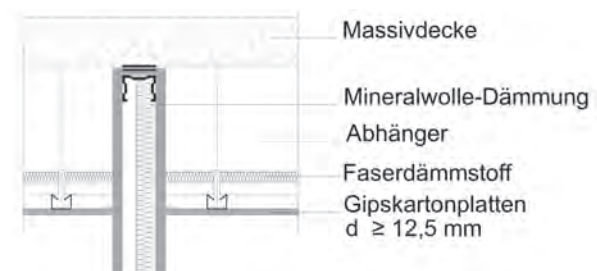 Massivdecke
Mineralwolle-Dämmung
Abhänger
Faserdämmstoff
Gipskartonplatten
d ≥ 12,5 mm